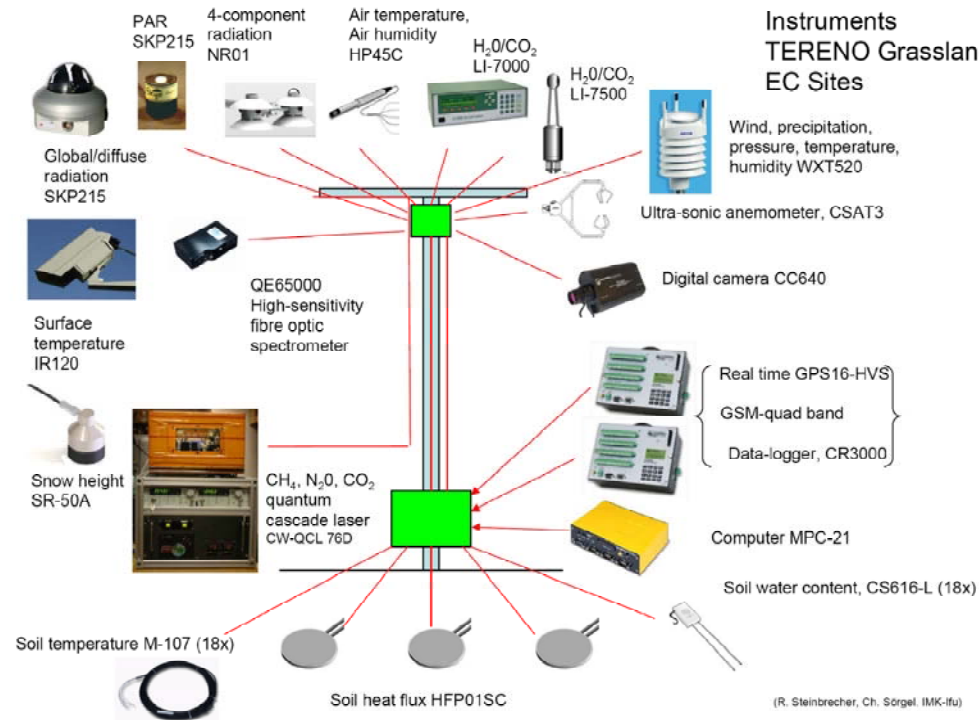 PAR
SKP215
4-component
radiation
NR01
Air temperature,
Air humidity
HP45C
H₂0/CO₂
LI-7000
H₂0/CO₂
LI-7500
Instruments
TERENO Grasslan
EC Sites
Wind, precipitation,
pressure, temperature,
humidity WXT520
Global/diffuse
radiation
SKP215
Ultra-sonic anemometer, CSAT3
QE65000
High-sensitivity
fibre optic
spectrometer
Digital camera CC640
Surface
temperature
IR120
Real time GPS16-HVS
GSM-quad band
Data-logger, CR3000
Snow height
SR-50A
CH₄, N₂0, CO₂
quantum
cascade laser
CW-QCL 76D
Computer MPC-21
Soil water content, CS616-L (18x)
Soil temperature M-107 (18x)
Soil heat flux HFP01SC
(R. Steinbrecher, Ch. Sörgel. IMK-Ifu)